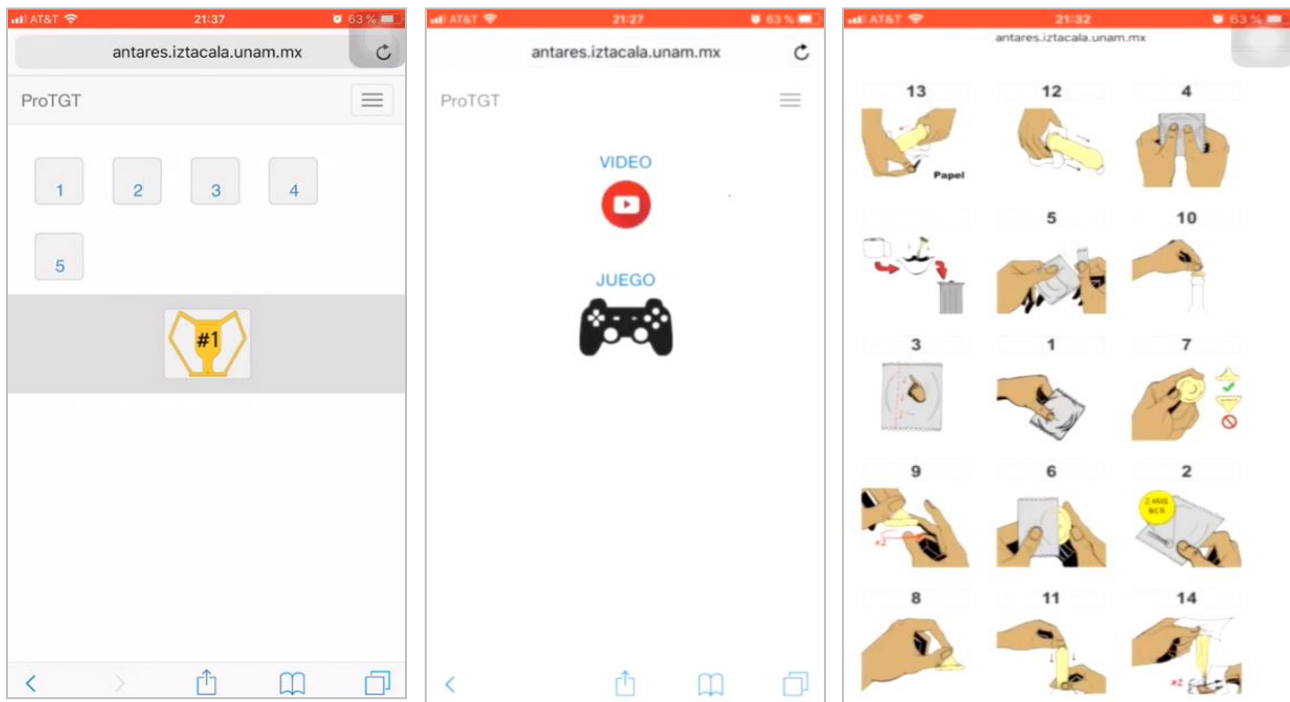 AT&T 21:37 63 %
antares.iztacala.unam.mx
ProTGT
1 2 3 4
5
#1
AT&T 21:27 63 %
antares.iztacala.unam.mx
ProTGT
VIDEO
JUEGO
AT&T 21:32 63 %
antares.iztacala.unam.mx
13 12 4
Papel
5 10
3 1 7
9 6 2
x2
8 11 14
x2